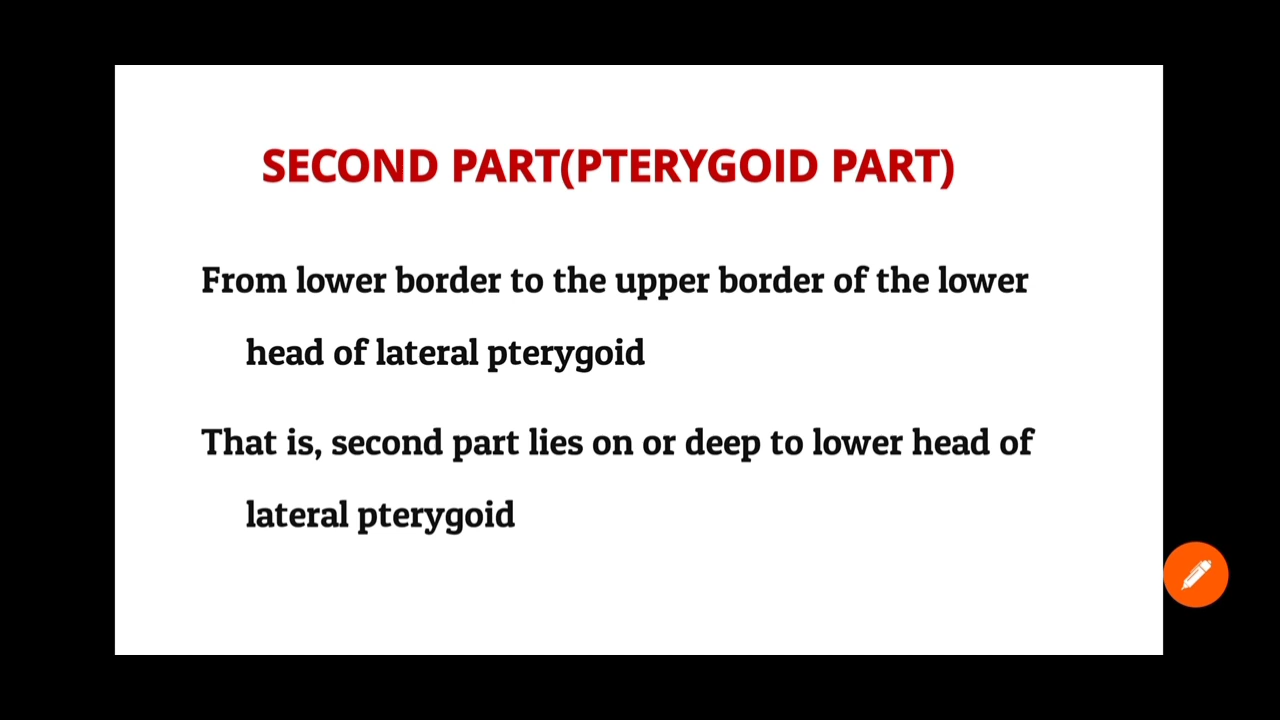 SECOND PART(PTERYGOID PART)
From lower border to the upper border of the lower
head of lateral pterygoid
That is, second part lies on or deep to lower head of
lateral pterygoid